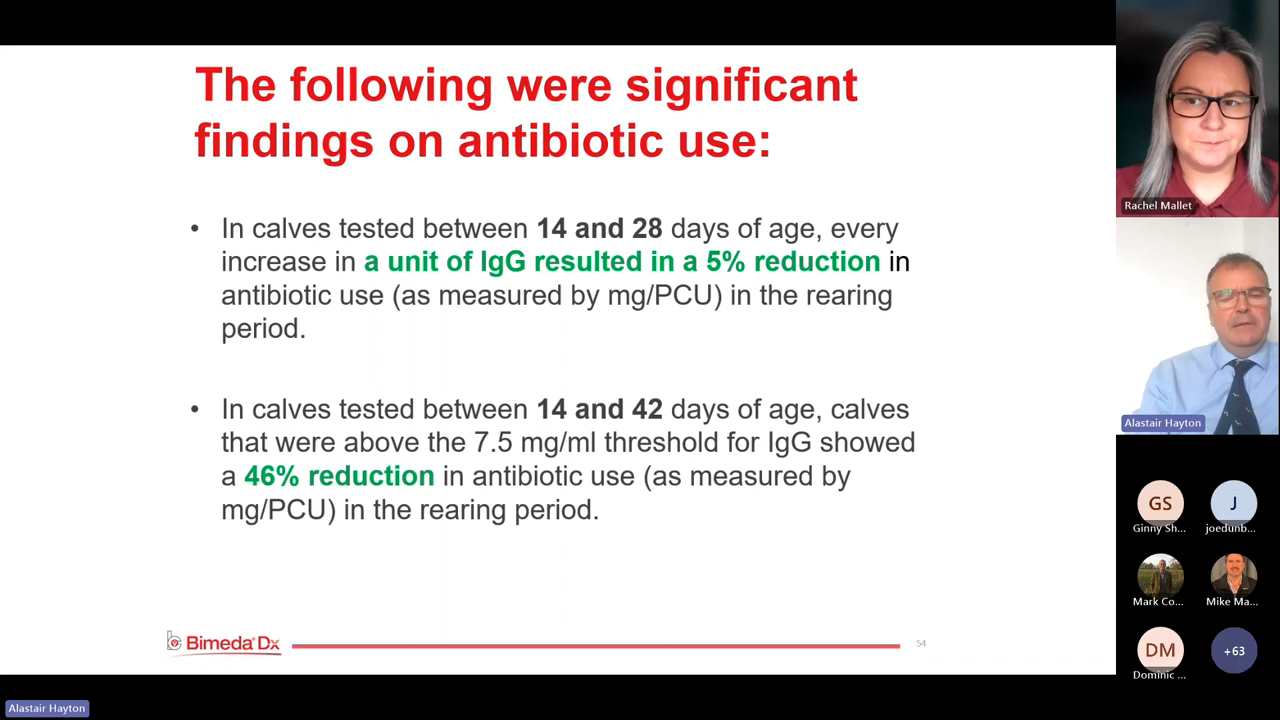 The following were significant
findings on antibiotic use:
• In calves tested between 14 and 28 days of age, every
increase in a unit of IgG resulted in a 5% reduction in
antibiotic use (as measured by mg/PCU) in the rearing
period.
• In calves tested between 14 and 42 days of age, calves
that were above the 7.5 mg/ml threshold for IgG showed
a 46% reduction in antibiotic use (as measured by
mg/PCU) in the rearing period.
Bimeda® Dx
54
Rachel Mallet
Alastair Hayton
GS
J
Ginny Sh...
joedunb...
Mark Co...
Mike Ma...
DM
+63
Dominic ...
Alastair Hayton